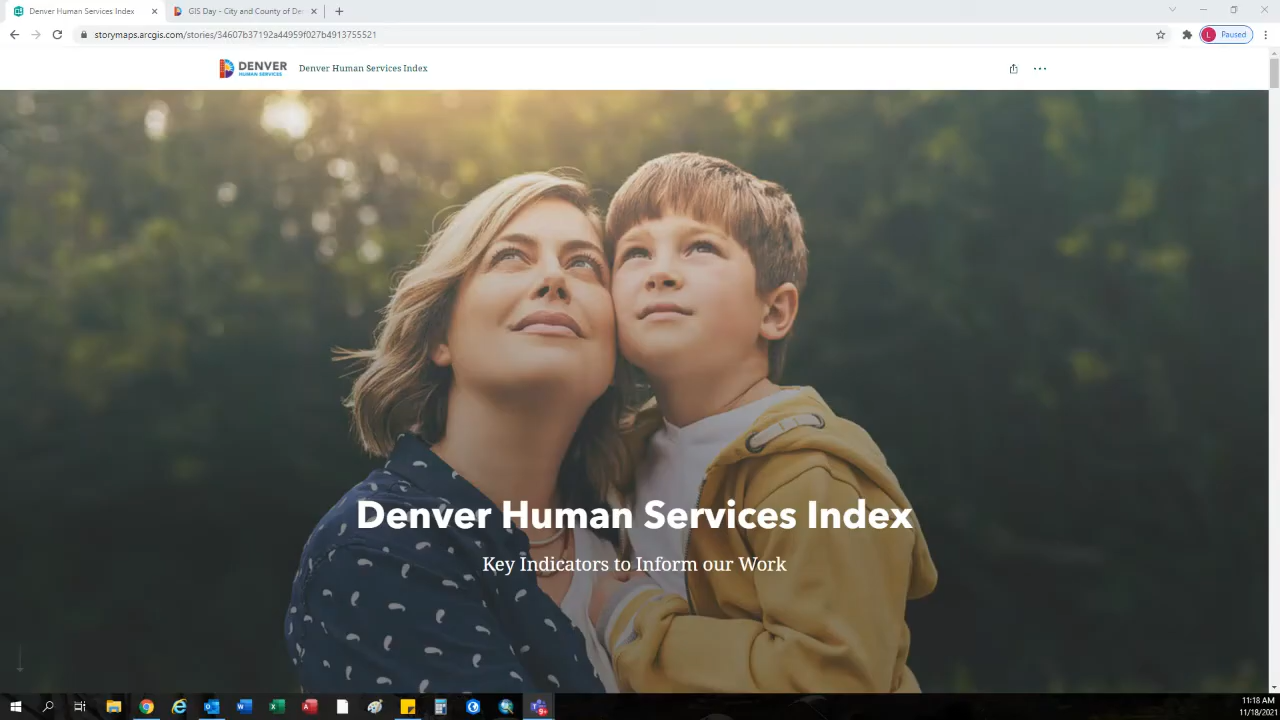 Denver Human Services Index
GIS Day - City and County of De
storymaps.arcgis.com/stories/34607b37192a44959f027b4913755521
L
Paused
DENVER
HUMAN SERVICES
Denver Human Services Index
Denver Human Services Index
Key Indicators to Inform our Work
11:18 AM
11/18/2021